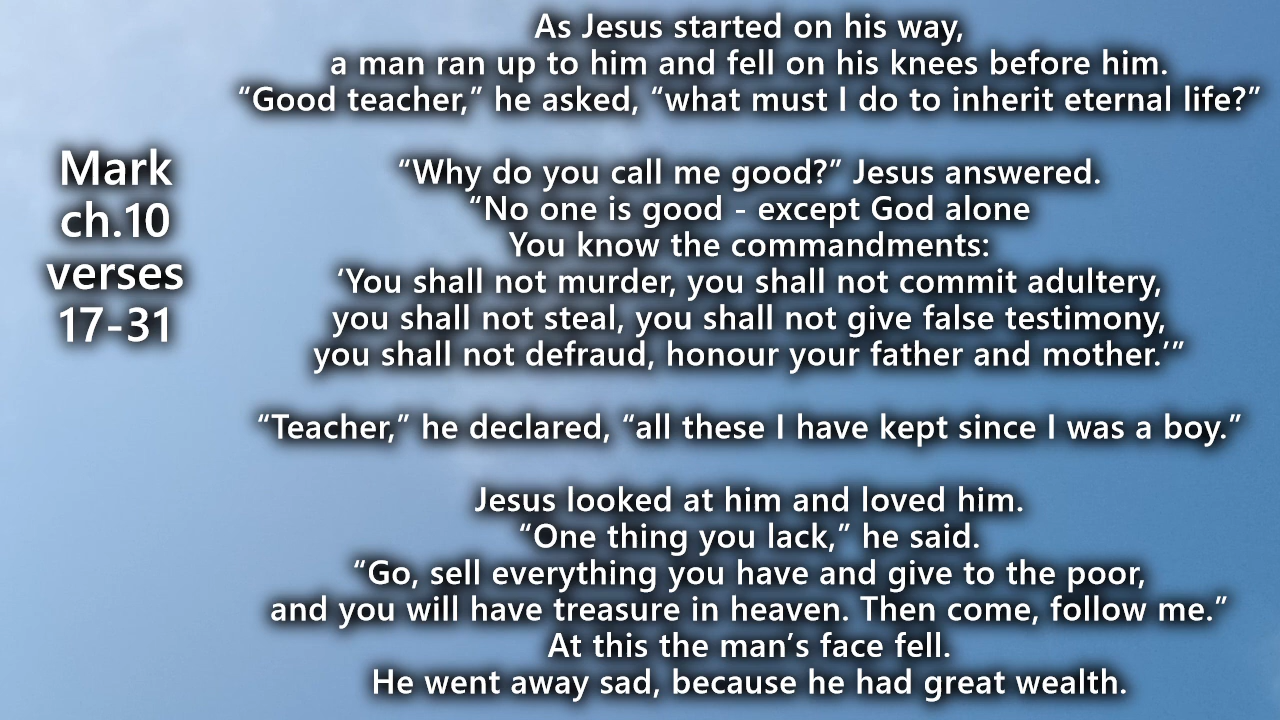 Mark
ch.10
verses
17-31
As Jesus started on his way,
a man ran up to him and fell on his knees before him.
“Good teacher,” he asked, “what must I do to inherit eternal life?”
“Why do you call me good?” Jesus answered.
“No one is good - except God alone
You know the commandments:
‘You shall not murder, you shall not commit adultery,
you shall not steal, you shall not give false testimony,
you shall not defraud, honour your father and mother.’”
“Teacher,” he declared, “all these I have kept since I was a boy.”
Jesus looked at him and loved him.
“One thing you lack,” he said.
“Go, sell everything you have and give to the poor,
and you will have treasure in heaven. Then come, follow me.”
At this the man’s face fell.
He went away sad, because he had great wealth.